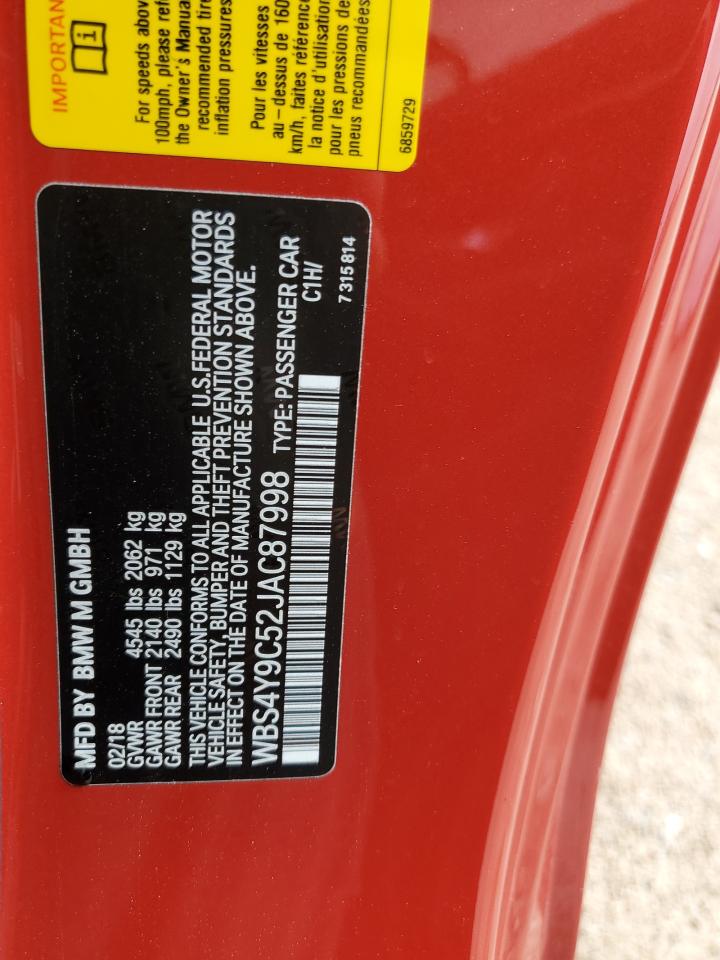 IMPORTAN
For speeds abov
100mph, please ref
the Owner's Manua
recommended tire
inflation pressures
Pour les vitesses
au – dessus de 160
km/h, faites référence
la notice d'utilisation
pour les pressions de
pneus recommandées
6859729
MFD BY BMW M GMBH
02/18
GVWR 4545 lbs 2062 kg
GAWR FRONT 2140 lbs 971 kg
GAWR REAR 2490 lbs 1129 kg
THIS VEHICLE CONFORMS TO ALL APPLICABLE U.S.FEDERAL MOTOR
VEHICLE SAFETY, BUMPER AND THEFT PREVENTION STANDARDS
IN EFFECT ON THE DATE OF MANUFACTURE SHOWN ABOVE.
WBS4Y9C52JAC87998 TYPE: PASSENGER CAR
C1H/
7 315 814